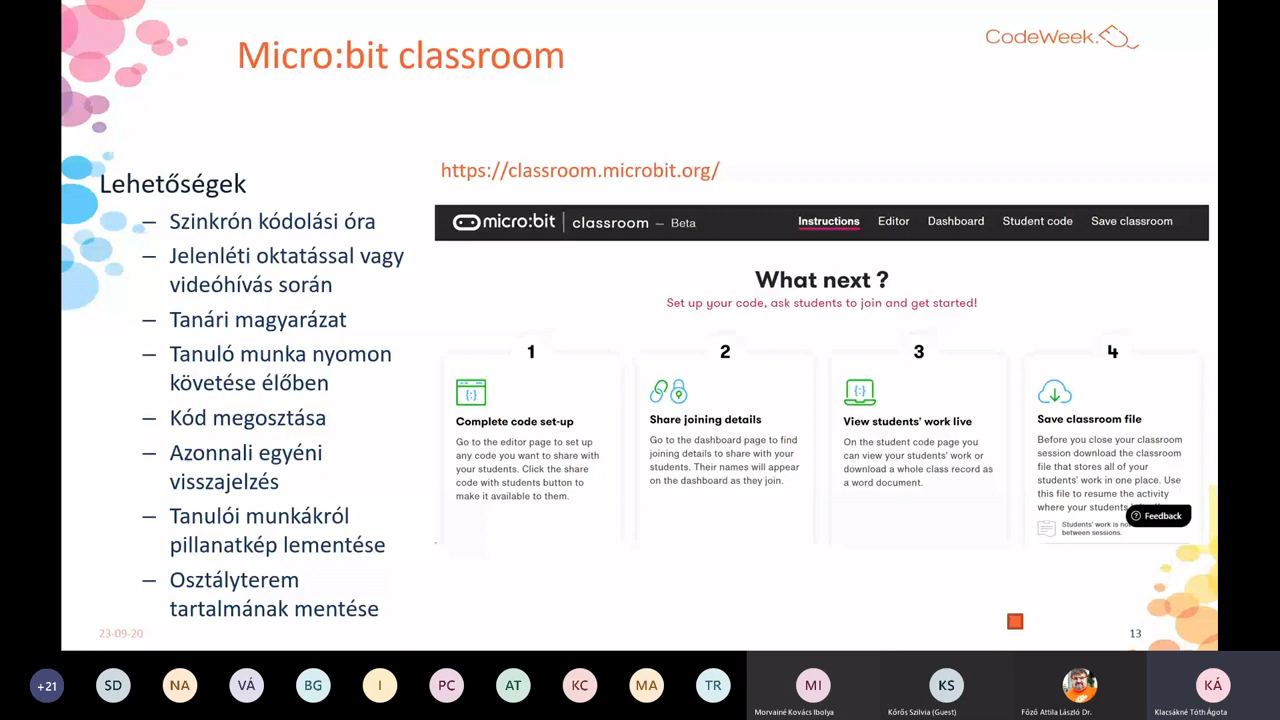 Micro:bit classroom
CodeWeek.
Lehetőségek
– Szinkrón kódolási óra
– Jelenléti oktatással vagy
videóhívás során
– Tanári magyarázat
– Tanuló munka nyomon
követése élőben
– Kód megosztása
– Azonnali egyéni
visszajelzés
– Tanulói munkákról
pillanatkép lementése
– Osztályterem
tartalmának mentése
https://classroom.microbit.org/
micro:bit | classroom – Beta
Instructions Editor Dashboard Student code Save classroom
What next ?
Set up your code, ask students to join and get started!
1
Complete code set-up
Go to the editor page to set up
any code you want to share with
your students. Click the share
code with students button to
make it available to them.
2
Share joining details
Go to the dashboard page to find
joining details to share with your
students. Their names will appear
on the dashboard as they join.
3
View students' work live
On the student code page you
can view your students' work or
download a whole class record as
a word document.
4
Save classroom file
Before you close your classroom
session download the classroom
file that stores all of your
students' work in one place. Use
this file to resume the activity
where your students
Feedback
Students' work is
between sessions.
23-09-20
13
+21 SD NA VÁ BG I PC AT KC MA TR MI KS KÁ
Morvainé Kovács Ibolya
Kőrös Szilvia (Guest)
Főző Attila László Dr.
Klacsákné Tóth Ágota